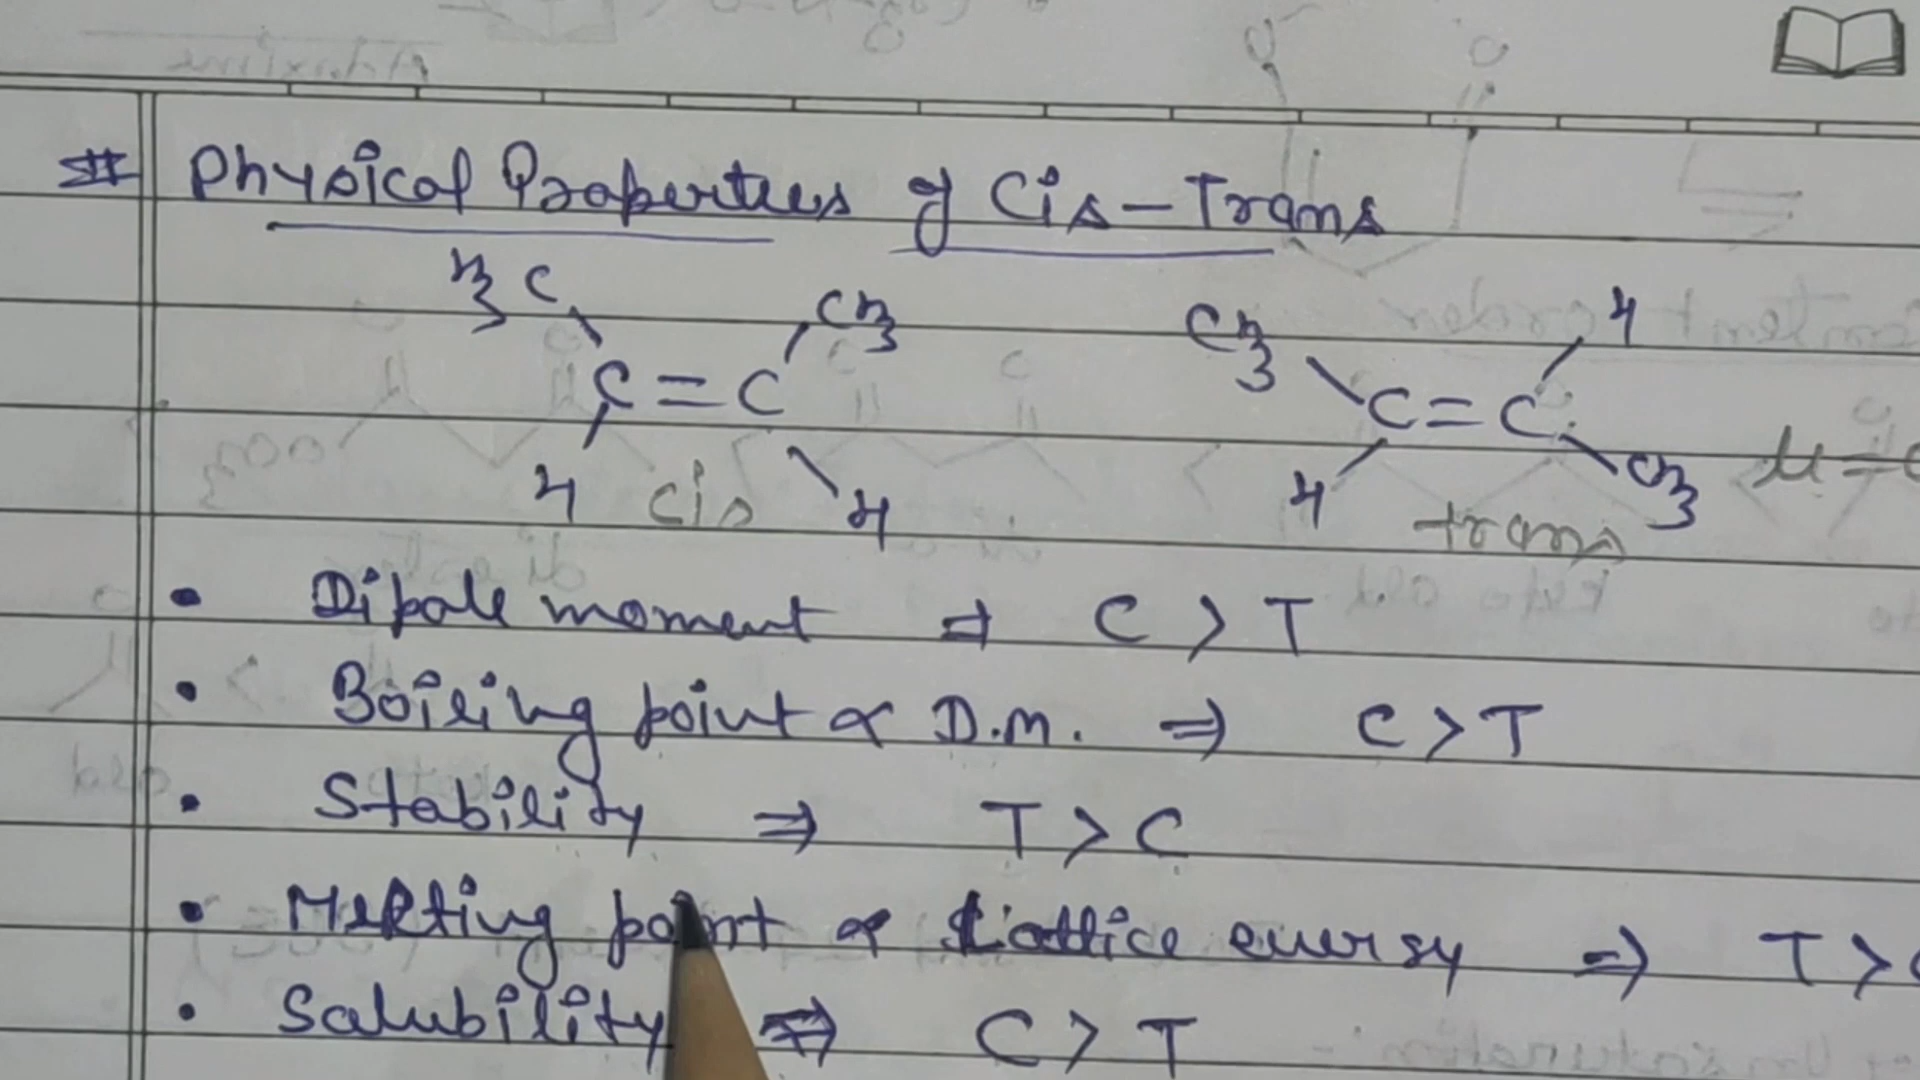 # Physical Properties of Cis-Trans
H3C CH3 CH3 H
C=C C=C
H cis H H trans CH3 μ=
• Dipole moment ⇒ C > T
• Boiling point ∝ D.M. ⇒ C > T
• Stability ⇒ T > C
• Melting point ∝ Lattice energy ⇒ T >
• Solubility ⇒ C > T